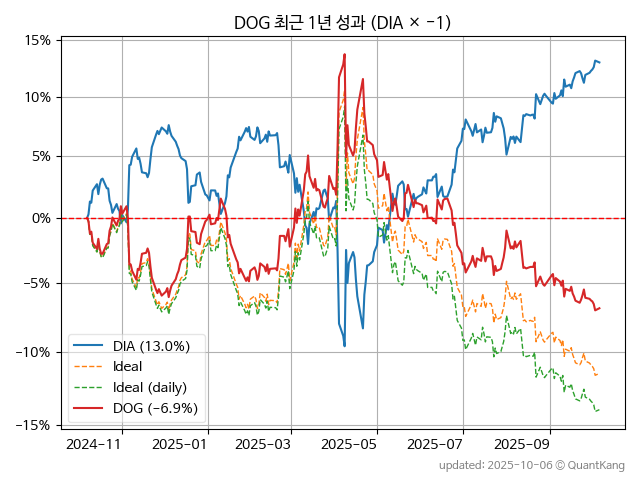 DOG 최근 1년 성과 (DIA × −1)
15%
10%
5%
0%
−5%
−10%
−15%
DIA (13.0%)
Ideal
Ideal (daily)
DOG (−6.9%)
2024-11
2025-01
2025-03
2025-05
2025-07
2025-09
updated: 2025-10-06 © QuantKang